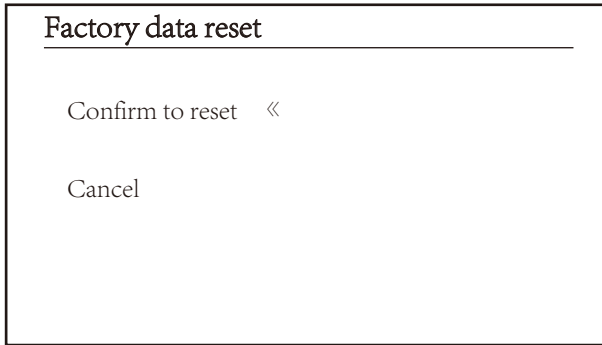 Factory data reset
Confirm to reset «
Cancel